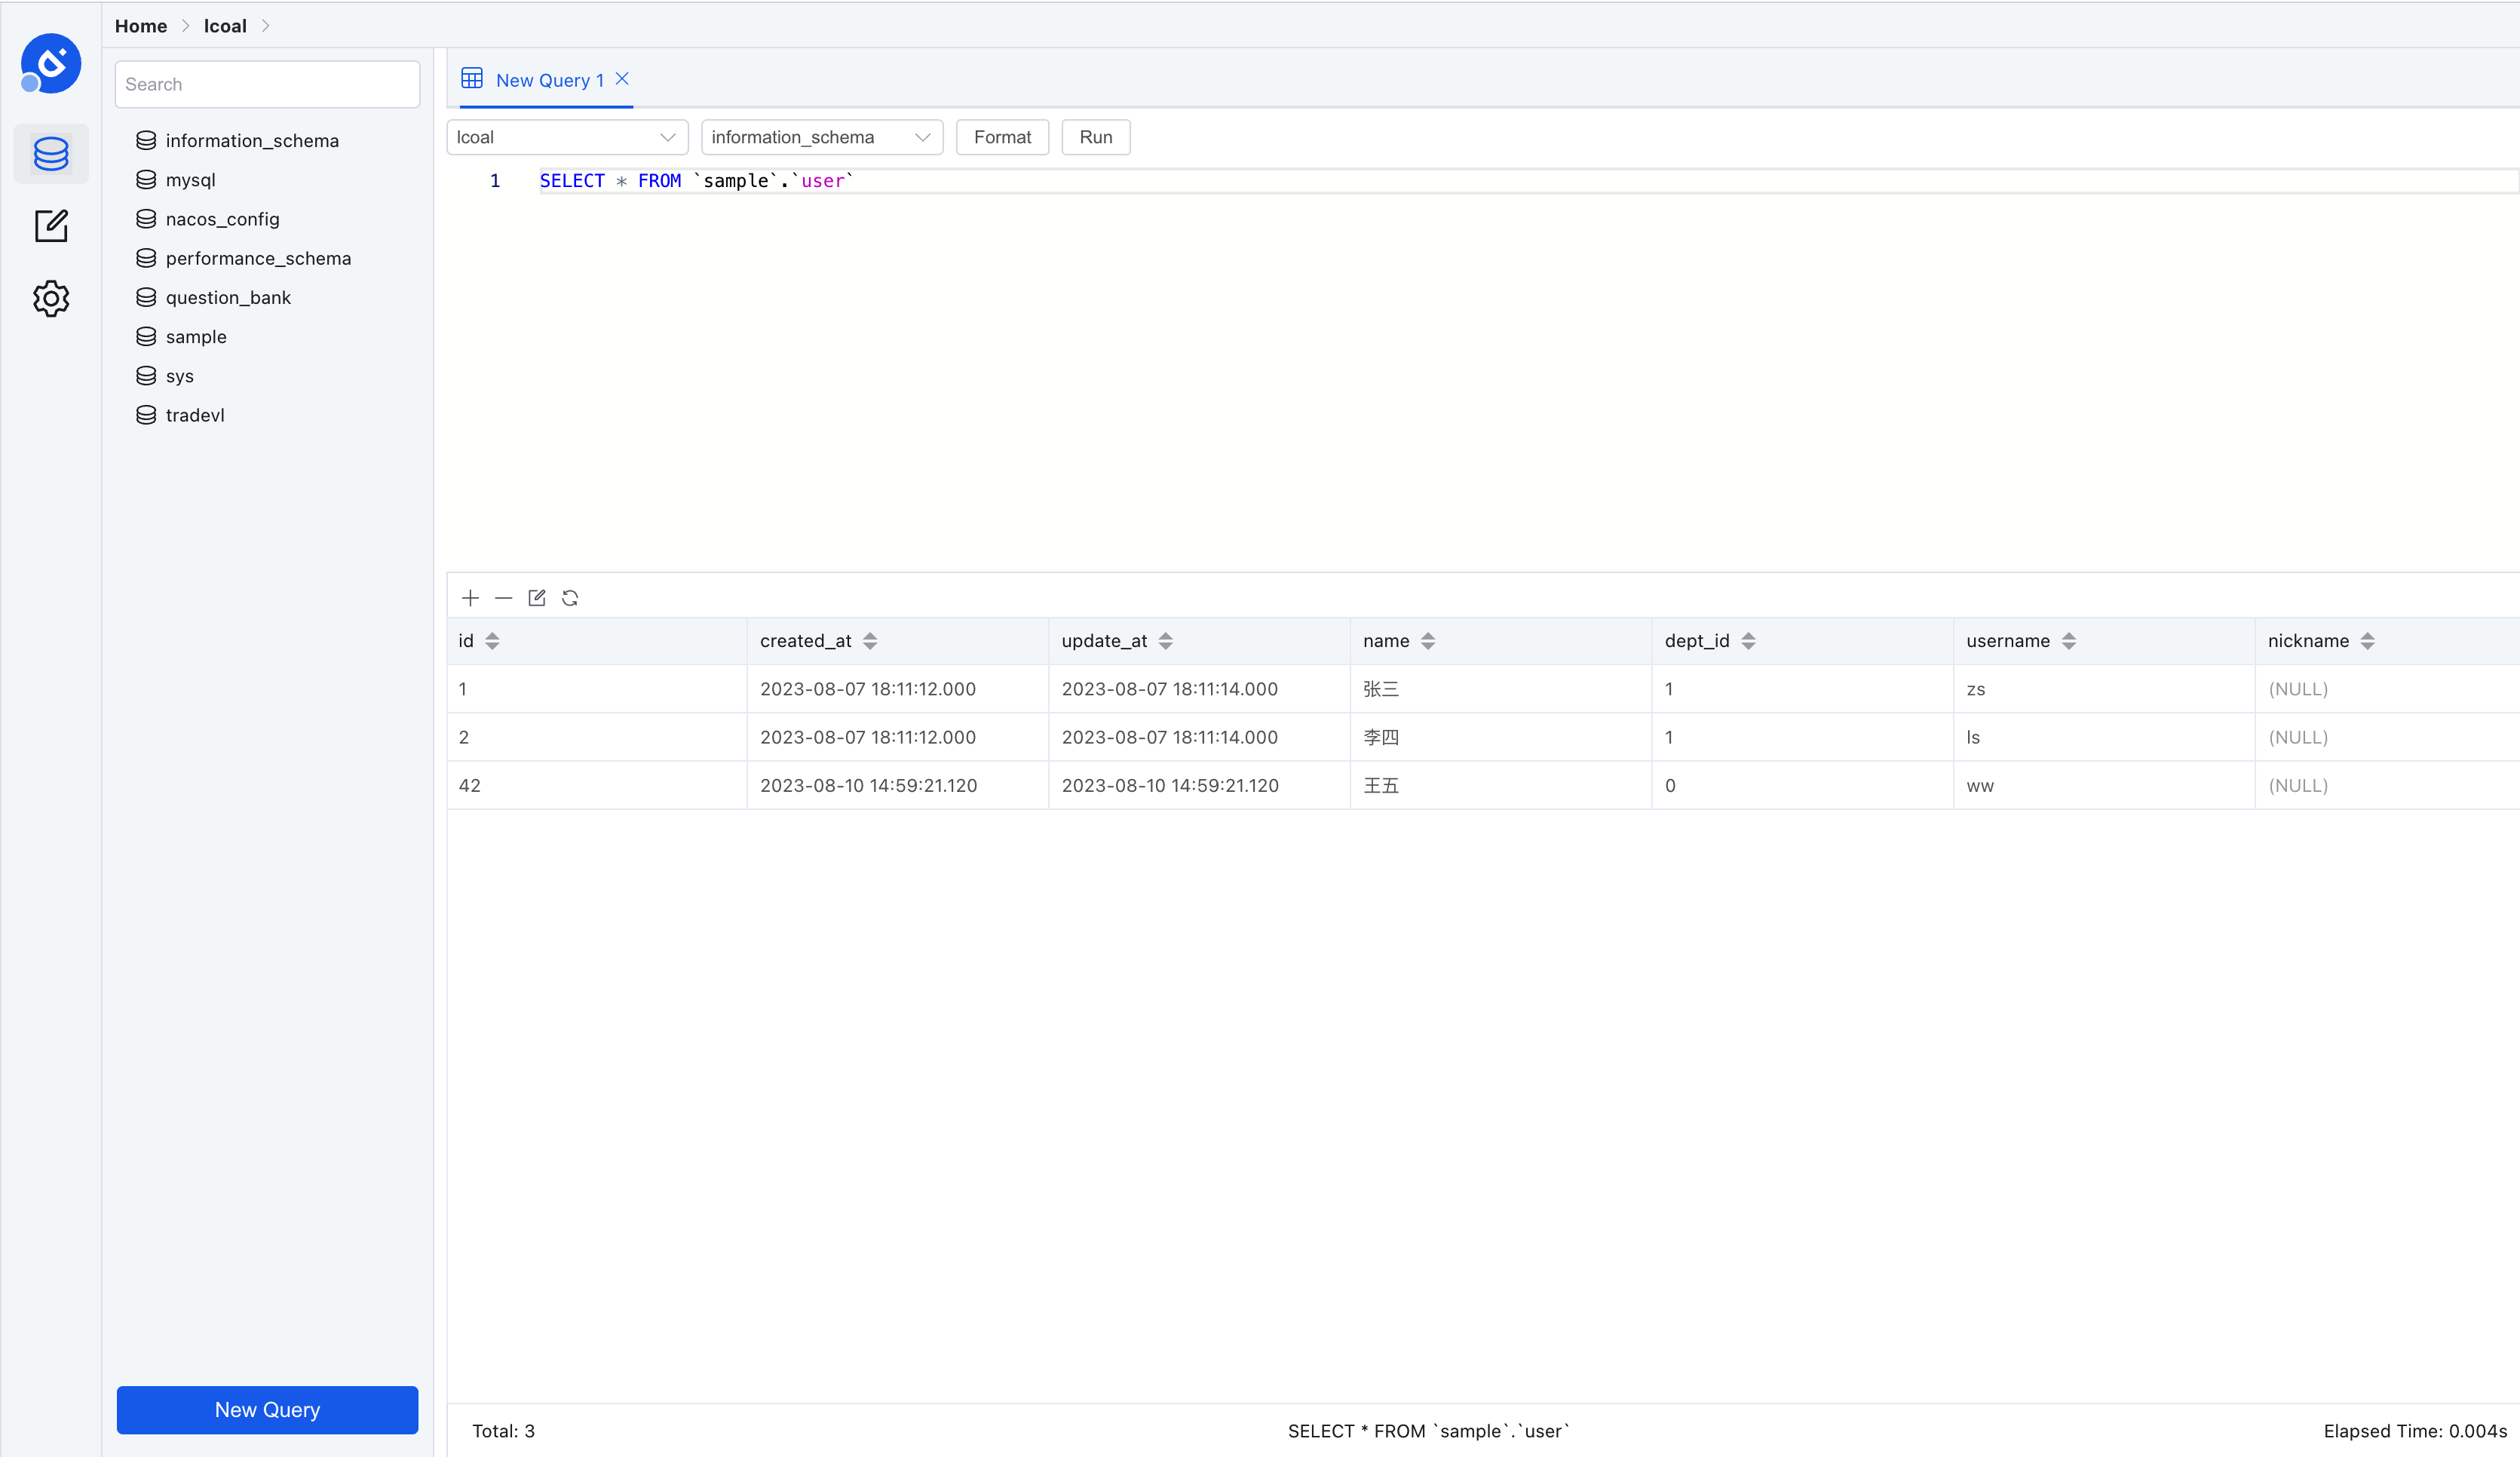 Home lcoal
Search
information_schema
mysql
nacos_config
performance_schema
question_bank
sample
sys
tradevl
New Query
New Query 1
lcoal information_schema Format Run
1 SELECT * FROM `sample`.`user`
id created_at update_at name dept_id username nickname
1 2023-08-07 18:11:12.000 2023-08-07 18:11:14.000 张三 1 zs (NULL)
2 2023-08-07 18:11:12.000 2023-08-07 18:11:14.000 李四 1 ls (NULL)
42 2023-08-10 14:59:21.120 2023-08-10 14:59:21.120 王五 0 ww (NULL)
Total: 3 SELECT * FROM `sample`.`user` Elapsed Time: 0.004s